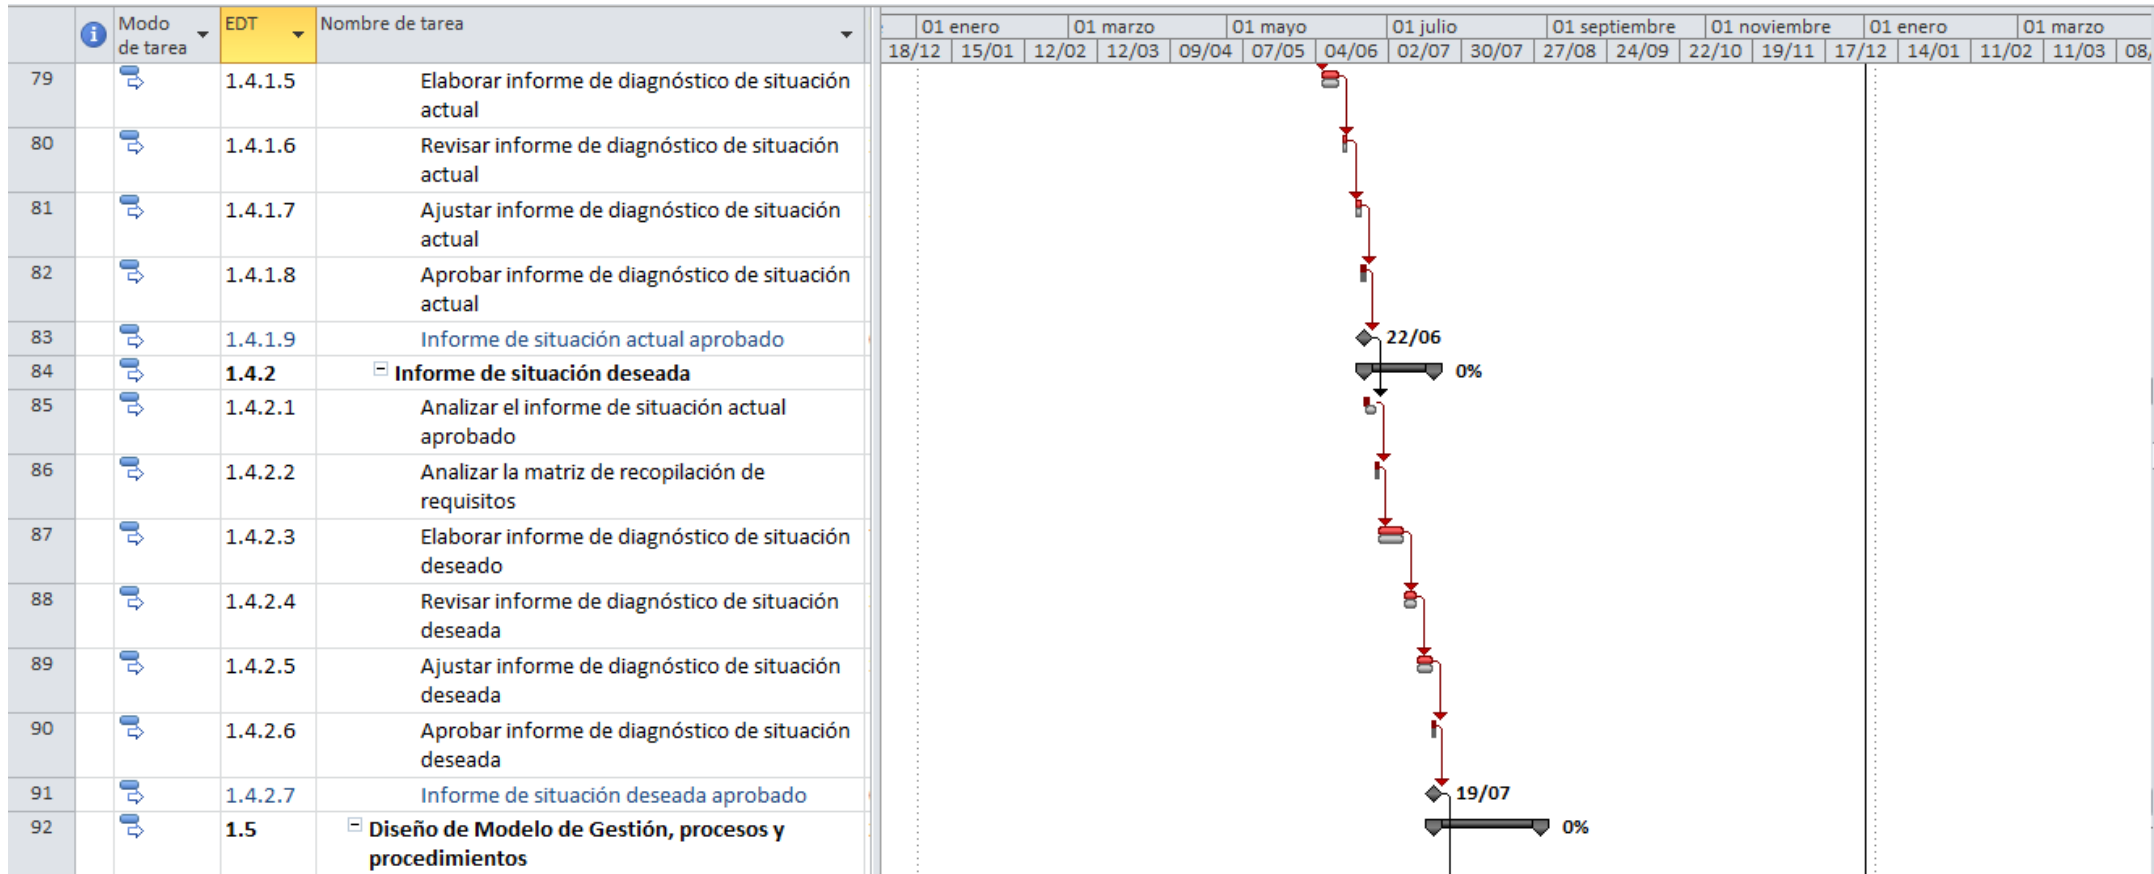 Modo de tarea
EDT
Nombre de tarea
01 enero 01 marzo 01 mayo 01 julio 01 septiembre 01 noviembre 01 enero 01 marzo
18/12 15/01 12/02 12/03 09/04 07/05 04/06 02/07 30/07 27/08 24/09 22/10 19/11 17/12 14/01 11/02 11/03 08/
79 1.4.1.5 Elaborar informe de diagnóstico de situación
actual
80 1.4.1.6 Revisar informe de diagnóstico de situación
actual
81 1.4.1.7 Ajustar informe de diagnóstico de situación
actual
82 1.4.1.8 Aprobar informe de diagnóstico de situación
actual
83 1.4.1.9 Informe de situación actual aprobado 22/06
84 1.4.2 Informe de situación deseada 0%
85 1.4.2.1 Analizar el informe de situación actual
aprobado
86 1.4.2.2 Analizar la matriz de recopilación de
requisitos
87 1.4.2.3 Elaborar informe de diagnóstico de situación
deseado
88 1.4.2.4 Revisar informe de diagnóstico de situación
deseada
89 1.4.2.5 Ajustar informe de diagnóstico de situación
deseada
90 1.4.2.6 Aprobar informe de diagnóstico de situación
deseada
91 1.4.2.7 Informe de situación deseada aprobado 19/07
92 1.5 Diseño de Modelo de Gestión, procesos y 0%
procedimientos